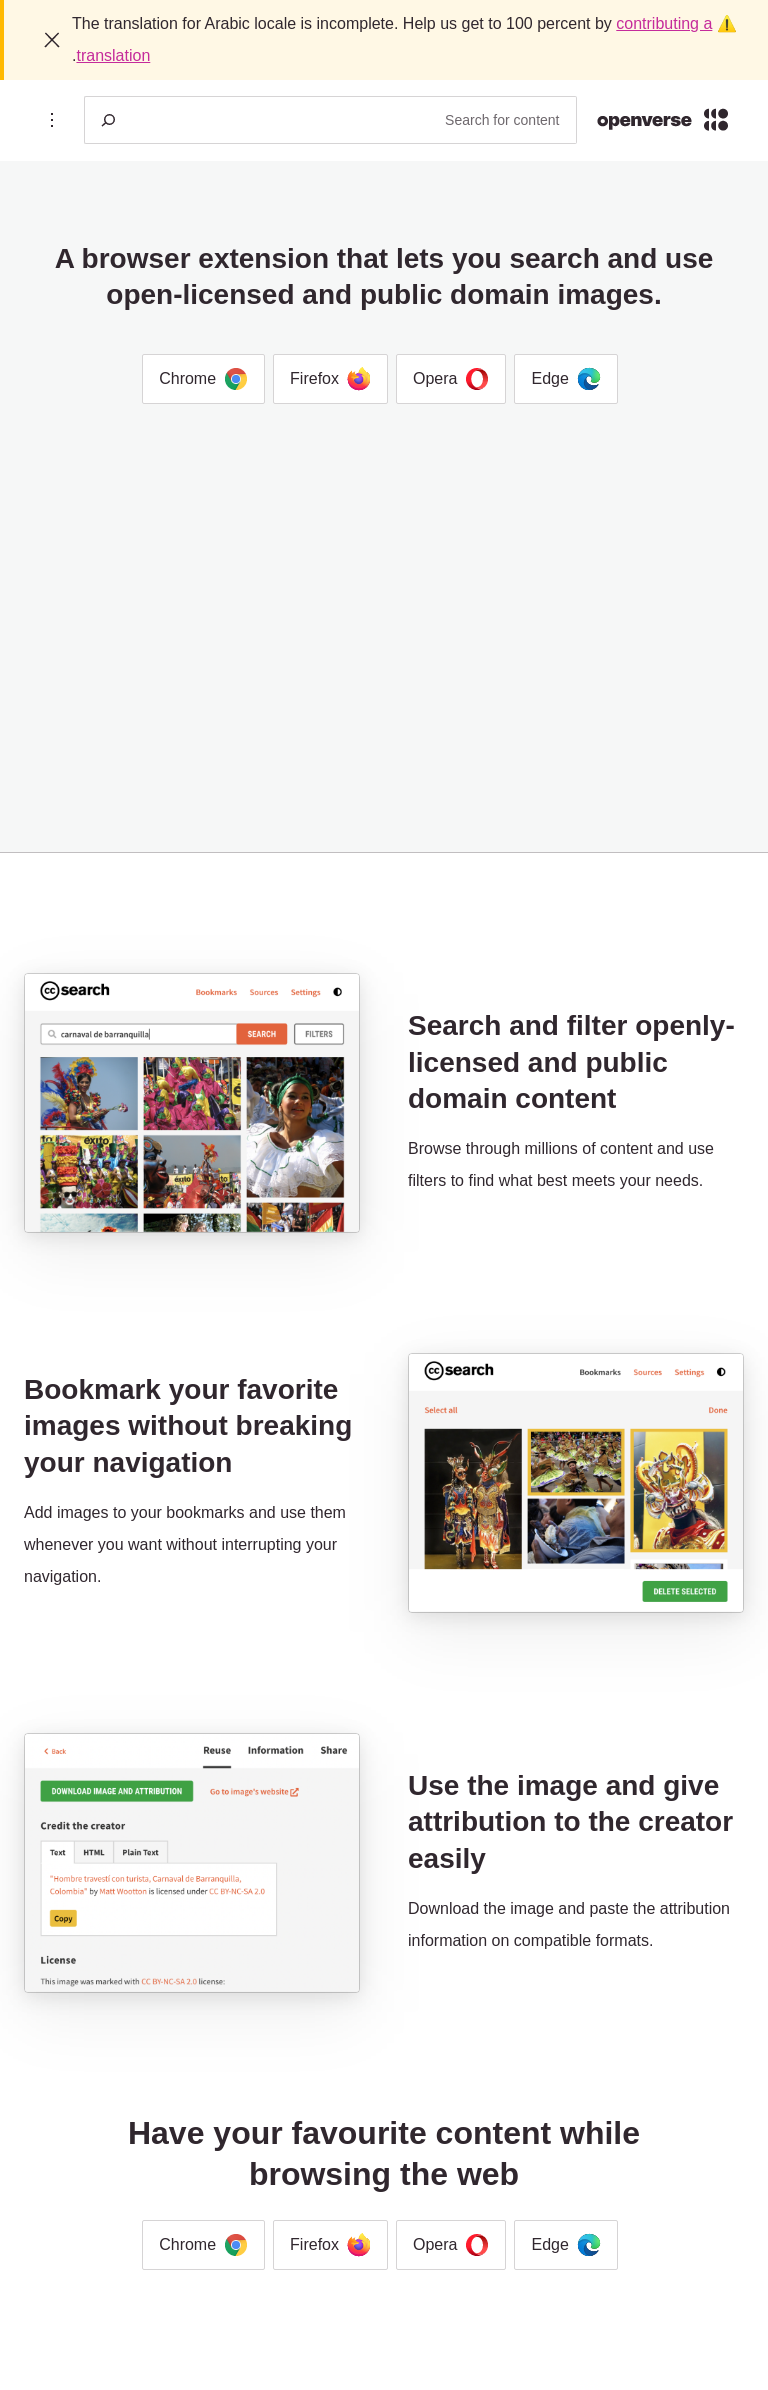 The translation for Arabic locale is incomplete. Help us get to 100 percent by contributing a
.translation
Search for content
openverse
A browser extension that lets you search and use
open-licensed and public domain images.
Chrome
Firefox
Opera
Edge
cc search
Bookmarks
Sources
Settings
carnaval de barranquilla
SEARCH
FILTERS
éxito
éxito
to
Search and filter openly-
licensed and public
domain content
Browse through millions of content and use
filters to find what best meets your needs.
Bookmark your favorite
images without breaking
your navigation
Add images to your bookmarks and use them
whenever you want without interrupting your
navigation.
cc search
Bookmarks
Sources
Settings
Select all
Done
DELETE SELECTED
Back
Reuse
Information
Share
DOWNLOAD IMAGE AND ATTRIBUTION
Go to image's website
Credit the creator
Text
HTML
Plain Text
"Hombre travestí con turista, Carnaval de Barranquilla,
Colombia" by Matt Wootton is licensed under CC BY-NC-SA 2.0
Copy
License
This image was marked with CC BY-NC-SA 2.0 license:
Use the image and give
attribution to the creator
easily
Download the image and paste the attribution
information on compatible formats.
Have your favourite content while
browsing the web
Chrome
Firefox
Opera
Edge